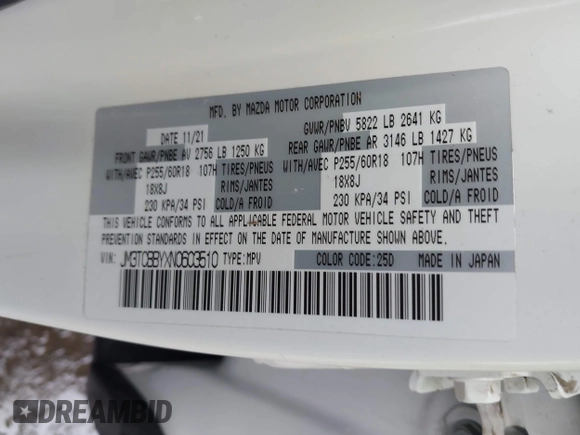 MFD. BY MAZDA MOTOR CORPORATION
DATE 11/21 GVWR/PNBV 5822 LB 2641 KG
FRONT GAWR/PNBE AV 2756 LB 1250 KG REAR GAWR/PNBE AR 3146 LB 1427 KG
WITH/AVEC P255/60R18 107H TIRES/PNEUS WITH/AVEC P255/60R18 107H TIRES/PNEUS
18X8J RIMS/JANTES 18X8J RIMS/JANTES
230 KPA/34 PSI COLD/A FROID 230 KPA/34 PSI COLD/A FROID
THIS VEHICLE CONFORMS TO ALL APPLICABLE FEDERAL MOTOR VEHICLE SAFETY AND THEFT
PREVENTION STANDARDS IN EFFECT ON THE DATE OF MANUFACTURE SHOWN ABOVE.
VIN: JM3TCBBYXN0603510 TYPE:MPV COLOR CODE:25D MADE IN JAPAN
DREAMBID